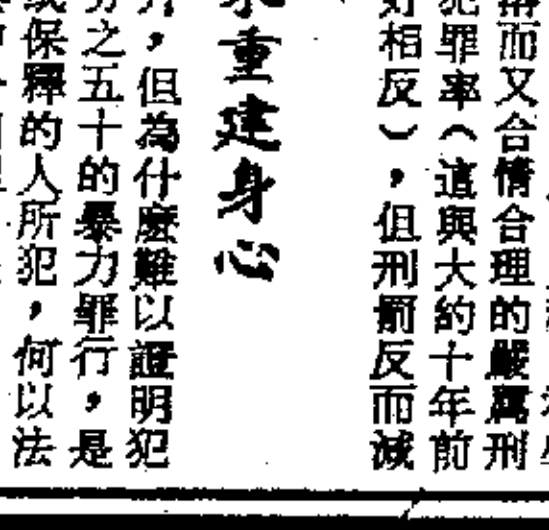 而又合情合理的嚴厲刑
犯罪率（這與大約十年前
好相反），但刑罰反而減
重建身心
，但為什麼難以證明犯
分之五十的暴力罪行，是
或保釋的人所犯，何以法